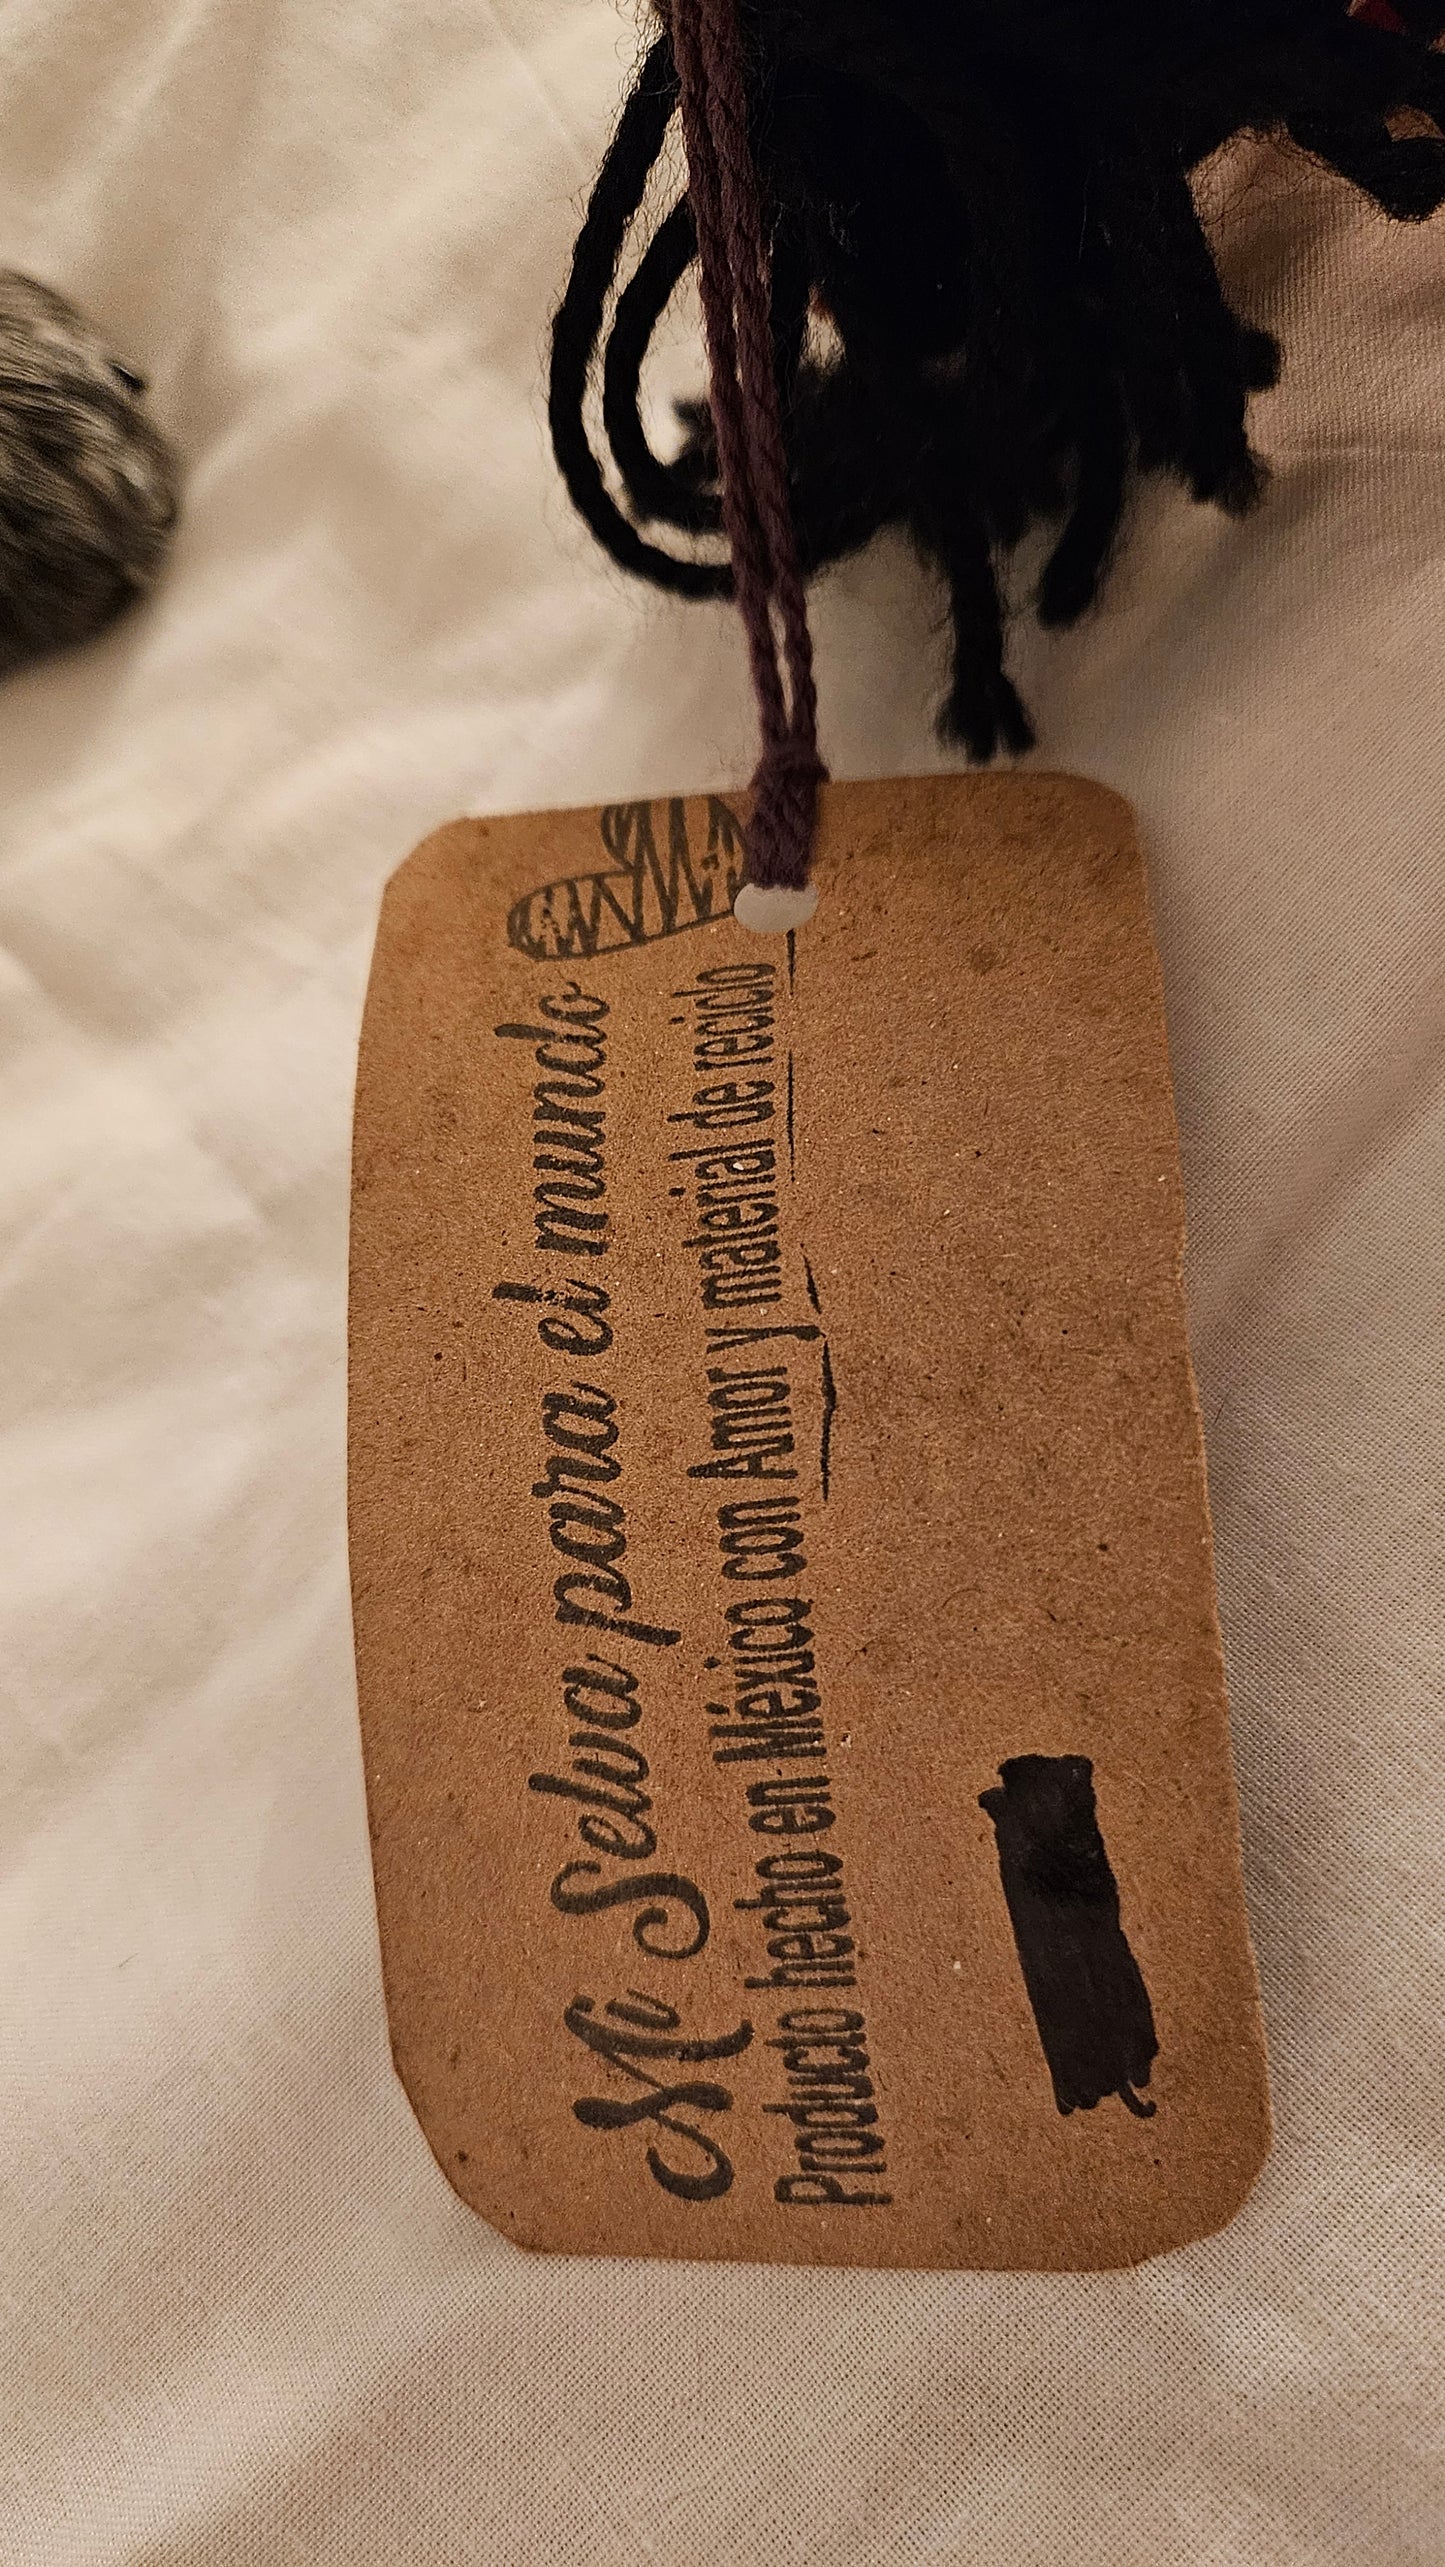 Mi Selva para el mundo
Producto hecho en México con Amor y material de reciclo